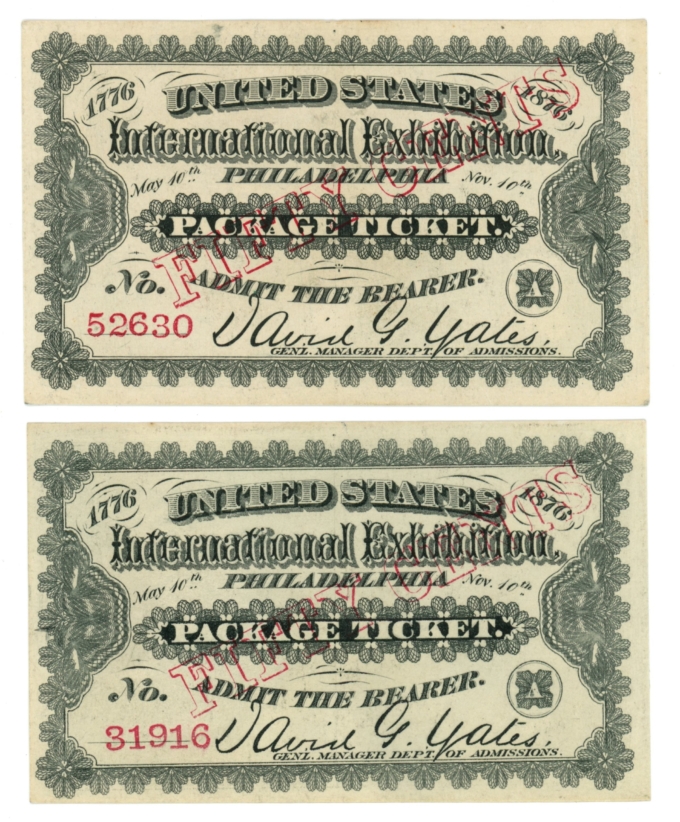 1776 UNITED STATES 1876
International Exhibition,
May 10th PHILADELPHIA Nov. 10th
PACKAGE TICKET.
FIFTY CENTS
No. ADMIT THE BEARER. A
52630 David G. Yates,
GENL. MANAGER DEPT. OF ADMISSIONS.
1776 UNITED STATES 1876
International Exhibition,
May 10th PHILADELPHIA Nov. 10th
PACKAGE TICKET.
FIFTY CENTS
No. ADMIT THE BEARER. A
31916 David G. Yates,
GENL. MANAGER DEPT. OF ADMISSIONS.